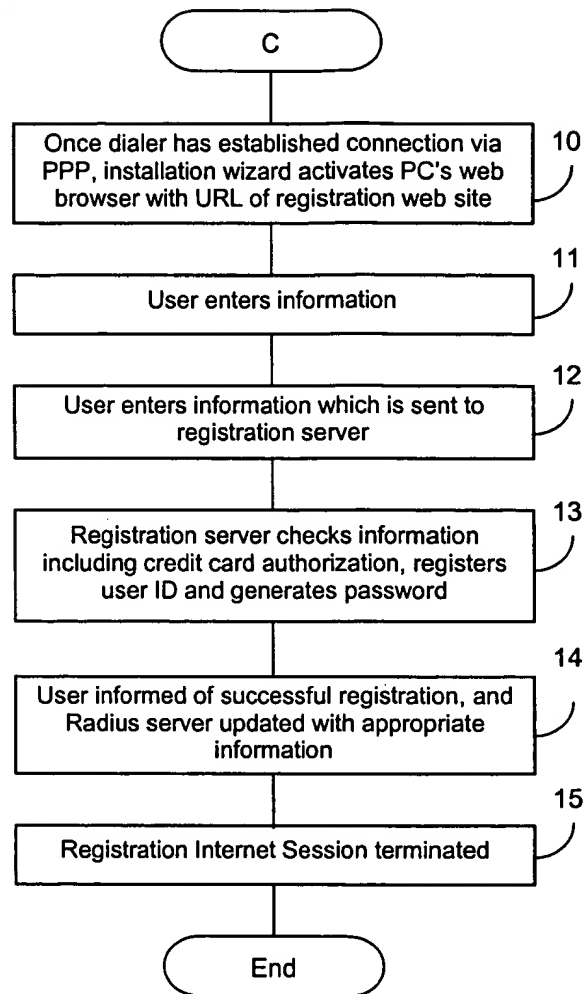 C
Once dialer has established connection via
PPP, installation wizard activates PC's web
browser with URL of registration web site
10
User enters information
11
User enters information which is sent to
registration server
12
Registration server checks information
including credit card authorization, registers
user ID and generates password
13
User informed of successful registration, and
Radius server updated with appropriate
information
14
Registration Internet Session terminated
15
End